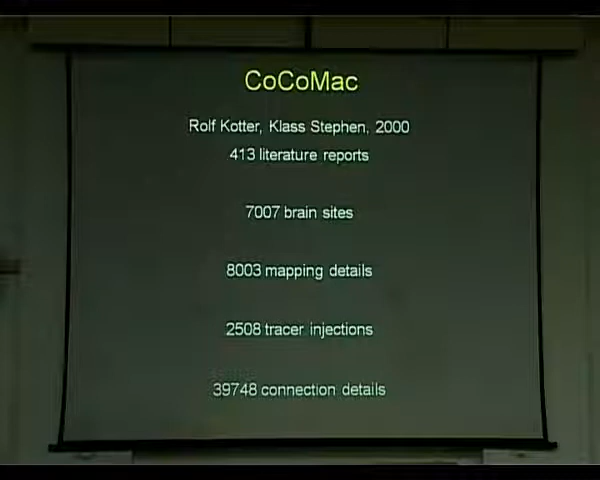 CoCoMac
Rolf Kotter, Klass Stephen, 2000
413 literature reports
7007 brain sites
8003 mapping details
2508 tracer injections
39748 connection details